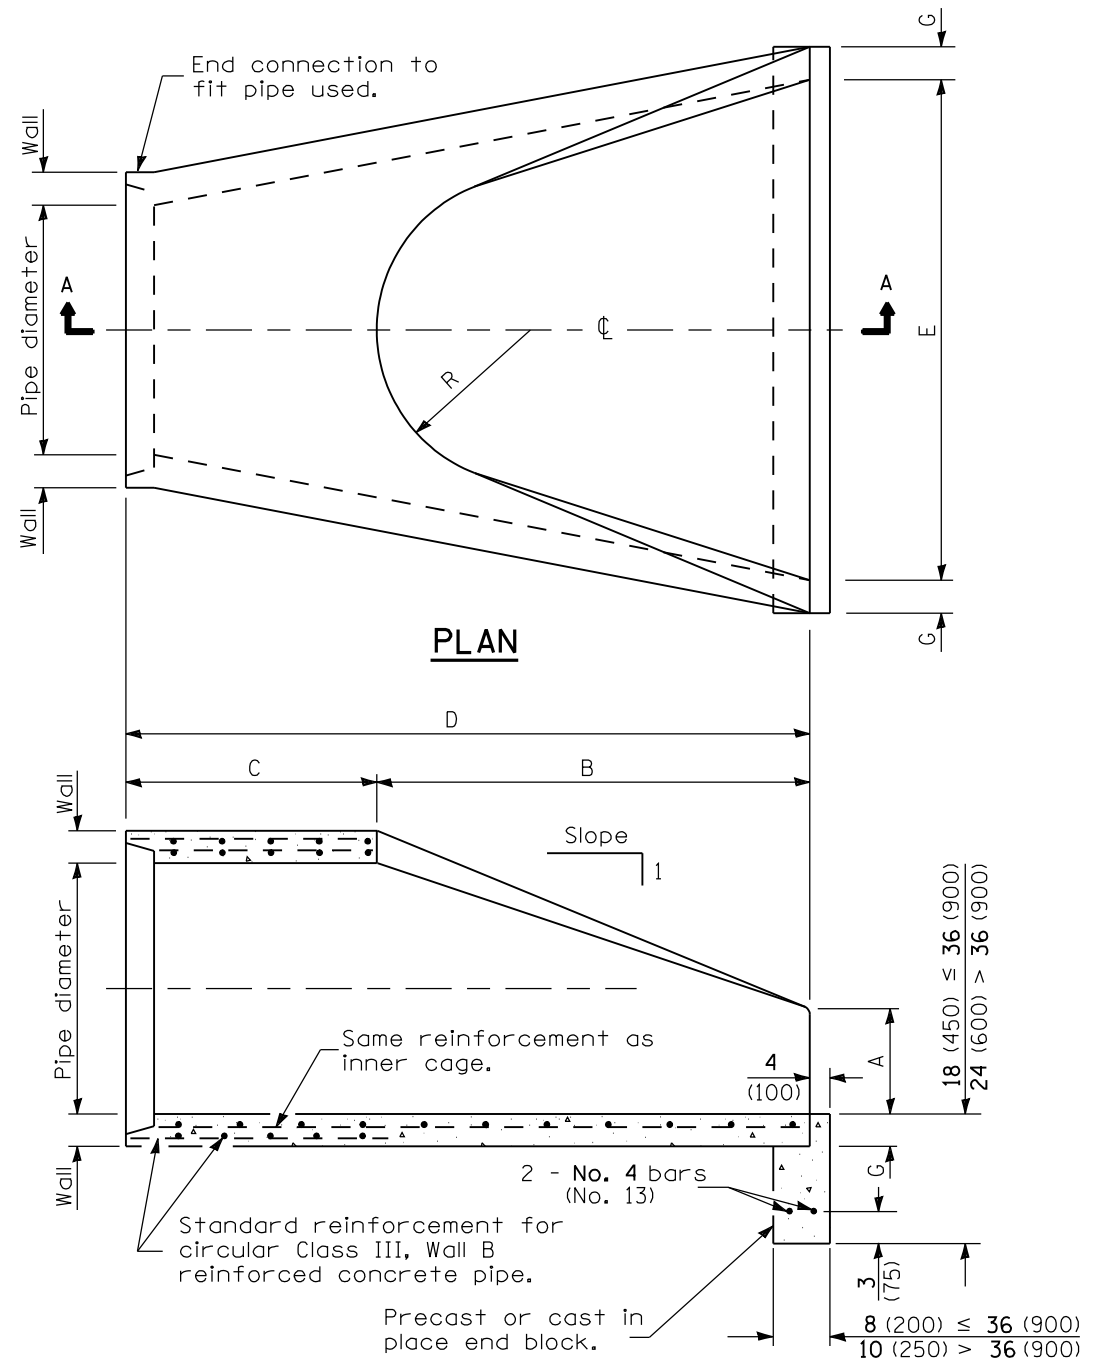 G
End connection to
fit pipe used.
Wall
Pipe diameter
A
A
℄
E
R
Wall
G
PLAN
D
C
B
Wall
Slope
1
Pipe diameter
18 (450) ≤ 36 (900)
24 (600) > 36 (900)
Same reinforcement as
inner cage.
4
(100)
A
Wall
2 - No. 4 bars
(No. 13)
G
Standard reinforcement for
circular Class III, Wall B
reinforced concrete pipe.
3
(75)
Precast or cast in
place end block.
8 (200) ≤ 36 (900)
10 (250) > 36 (900)